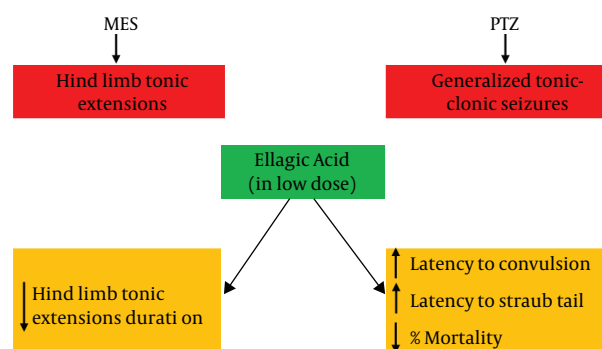 MES
PTZ
Hind limb tonic
extensions
Generalized tonic-
clonic seizures
Ellagic Acid
(in low dose)
Hind limb tonic
extensions durati on
Latency to convulsion
Latency to straub tail
% Mortality